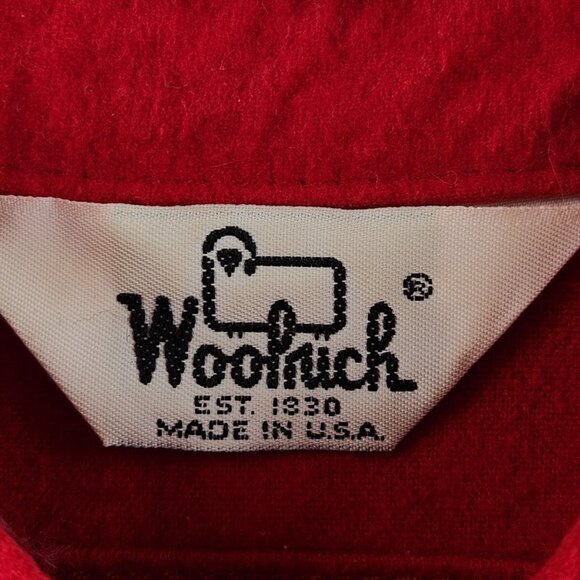 Woolrich ®
EST. 1830
MADE IN U.S.A.